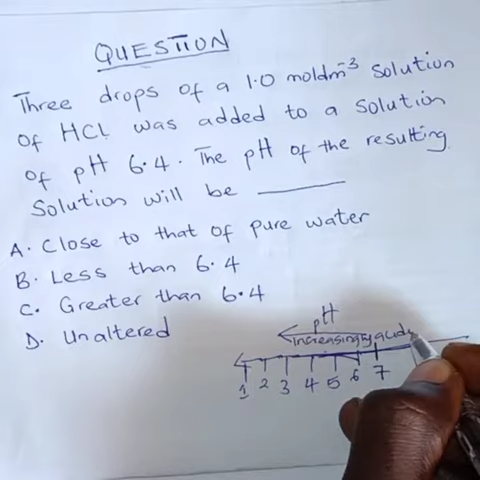 QUESTION
Three drops of a 1.0 moldm⁻³ solution
of HCl was added to a solution
of pH 6.4. The pH of the resulting
Solution will be ________
A. Close to that of pure water
B. Less than 6.4
C. Greater than 6.4
D. Unaltered
pH
increasing
1 2 3 4 5 6 7